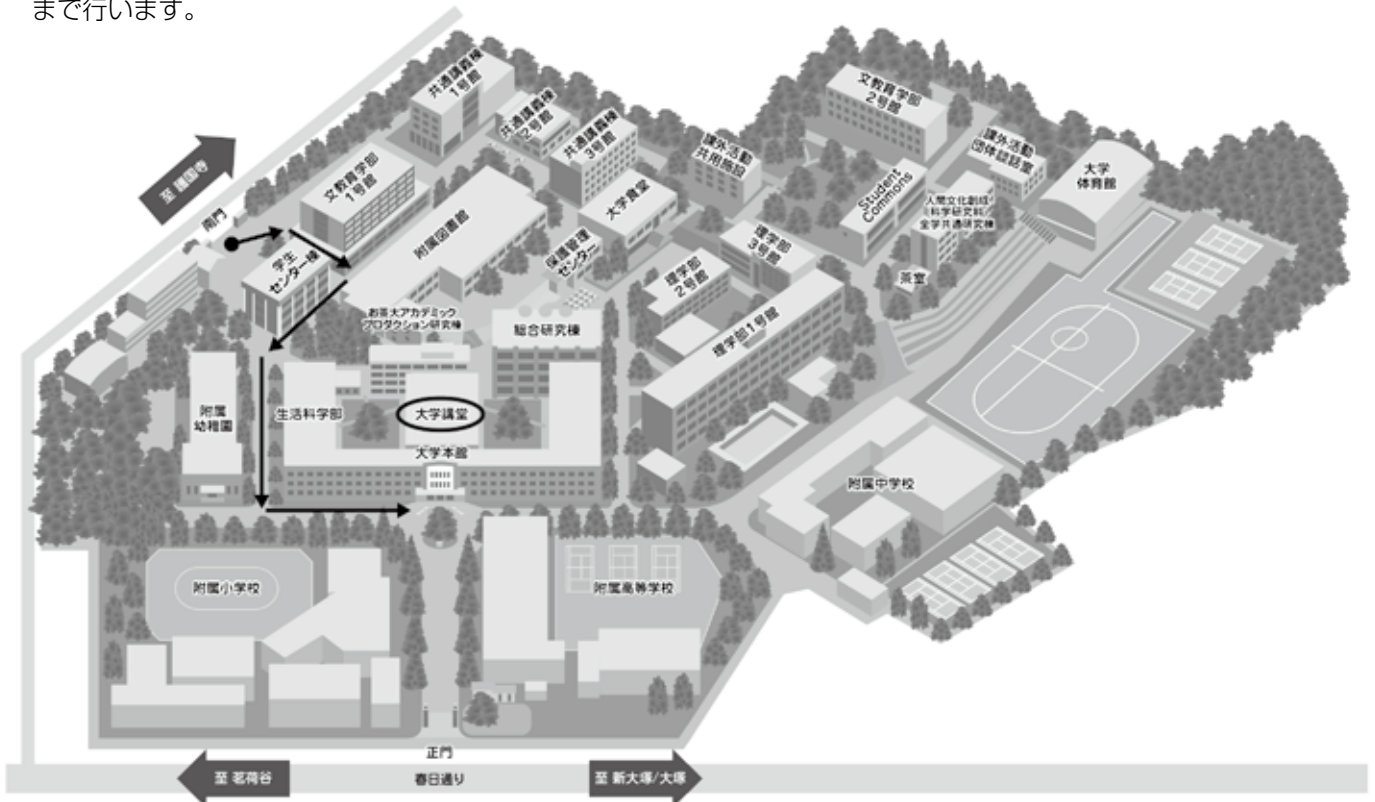 まで行います。
共通講義棟
1号館
共通講義棟
2号館
共通講義棟
3号館
文教育学部
2号館
課外活動
共用施設
課外活動
団体談話室
大学
体育館
至 護国寺
文教育学部
1号館
大学食堂
Student
Commons
人間文化創成
科学研究科
全学共通研究棟
南門
学生
センター棟
附属図書館
保健管理
センター
理学部
3号館
理学部
2号館
茶室
お茶大アカデミック
プロダクション研究棟
総合研究棟
理学部1号館
附属
幼稚園
生活科学部
大学講堂
大学本館
附属中学校
附属小学校
附属高等学校
正門
至 茗荷谷
春日通り
至 新大塚/大塚